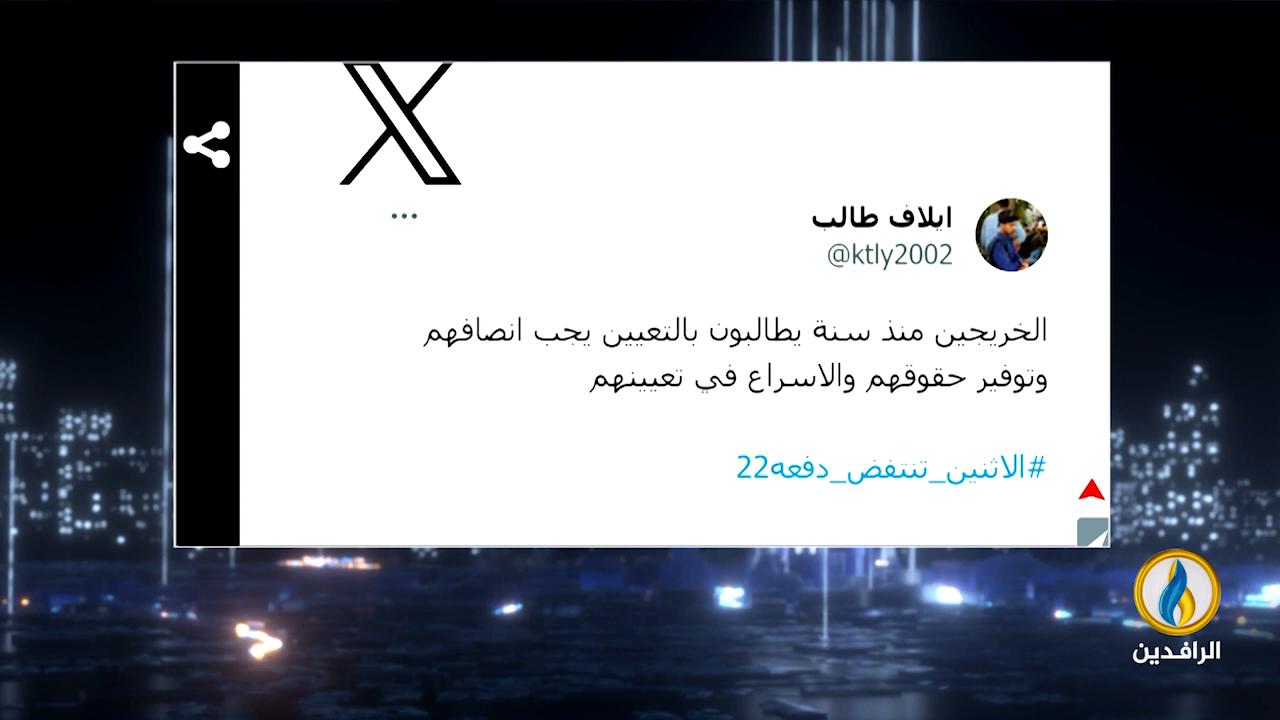 ايلاف طالب
@ktly2002
الخريجين منذ سنة يطالبون بالتعيين يجب انصافهم
وتوفير حقوقهم والاسراع في تعيينهم
#الاثنين_تنتفض_دفعه22
الرافدين